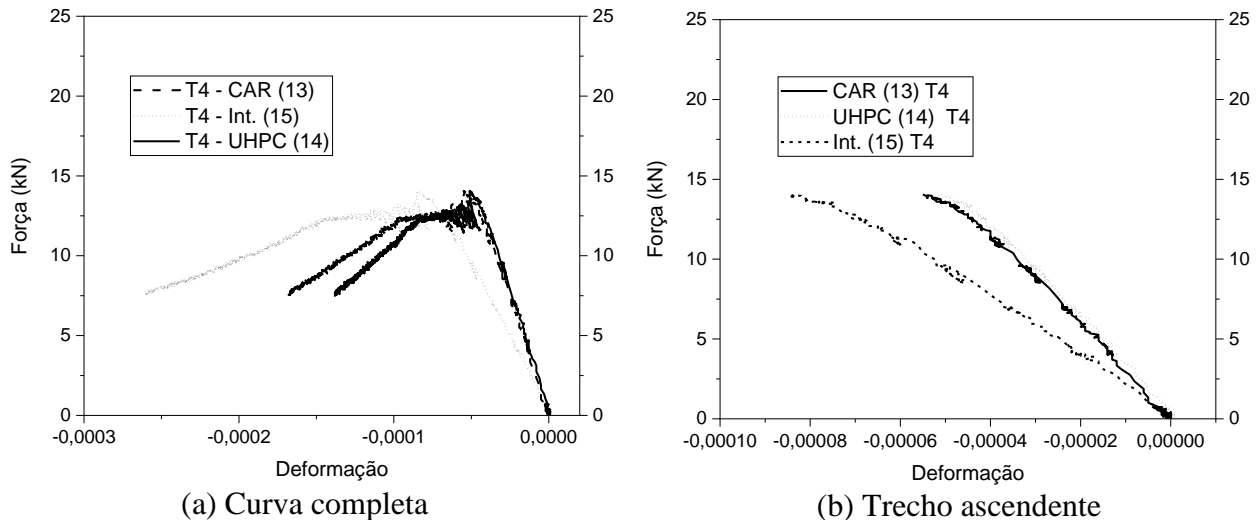 25
20
15
10
5
0
25
20
15
10
5
0
Força (kN)
T4 - CAR (13)
T4 - Int. (15)
T4 - UHPC (14)
-0,0003
-0,0002
-0,0001
0,0000
Deformação
(a) Curva completa
25
20
15
10
5
0
25
20
15
10
5
0
Força (kN)
CAR (13) T4
UHPC (14) T4
Int. (15) T4
-0,00010
-0,00008
-0,00006
-0,00004
-0,00002
0,00000
Deformação
(b) Trecho ascendente